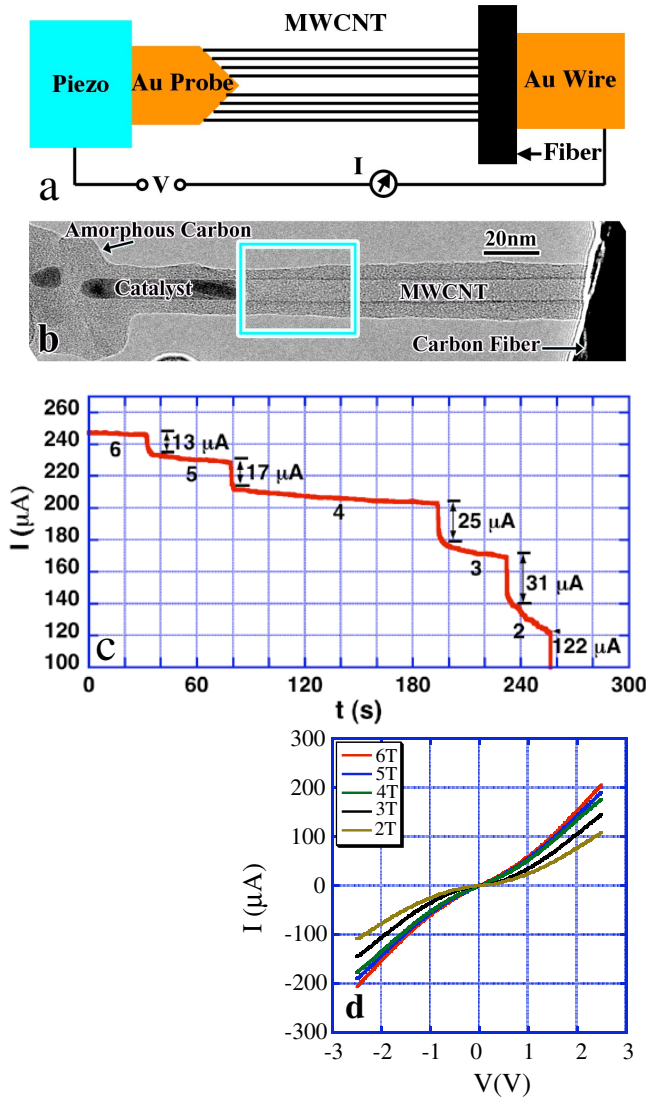 MWCNT
Piezo
Au Probe
Au Wire
Fiber
I
V
a
Amorphous Carbon
20nm
Catalyst
MWCNT
b
Carbon Fiber
260
240
220
200
180
160
140
120
100
I (μA)
13 μA
6
5
17 μA
4
25 μA
3
31 μA
2
122 μA
c
0 60 120 180 240 300
t (s)
300
200
100
0
-100
-200
-300
I (μA)
6T
5T
4T
3T
2T
d
-3 -2 -1 0 1 2 3
V(V)